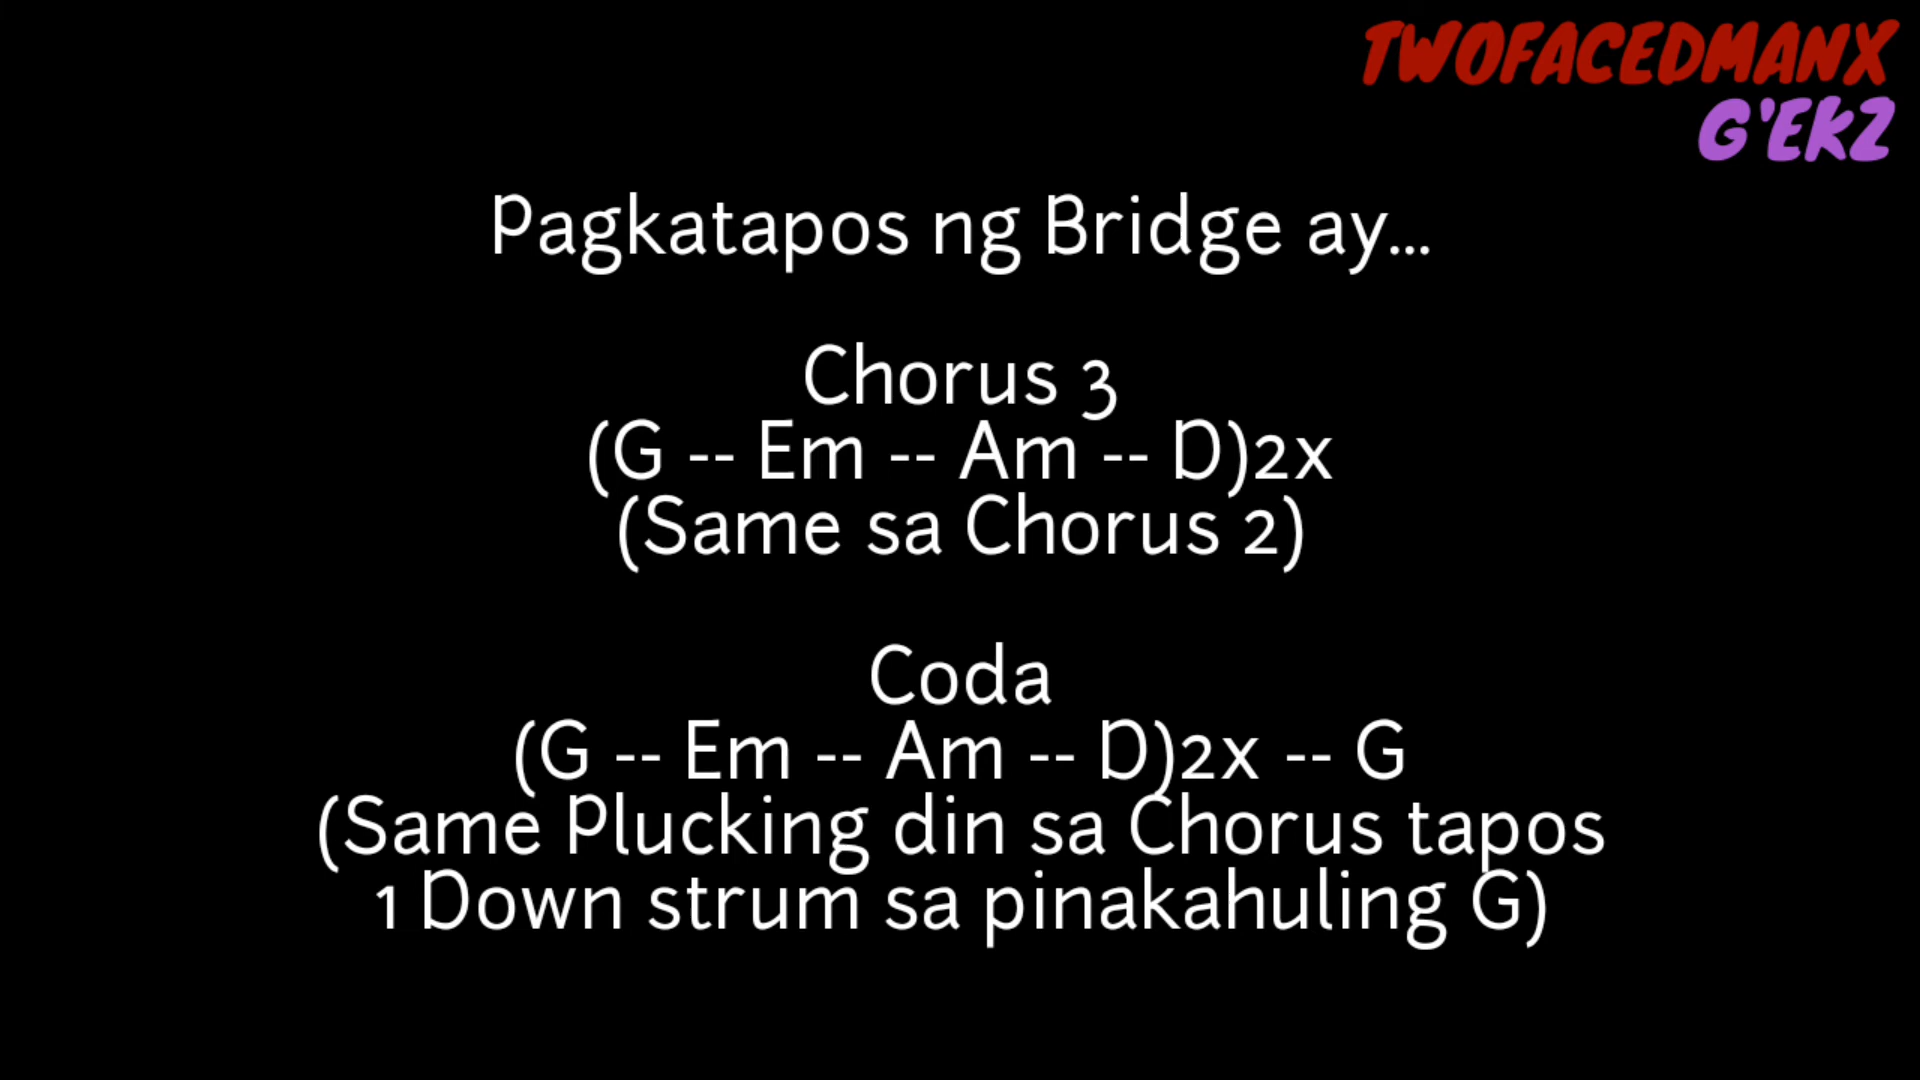 TWOFACEDMANX
G'EKZ
Pagkatapos ng Bridge ay...
Chorus 3
(G -- Em -- Am -- D)2x
(Same sa Chorus 2)
Coda
(G -- Em -- Am -- D)2x -- G
(Same Plucking din sa Chorus tapos
1 Down strum sa pinakahuling G)